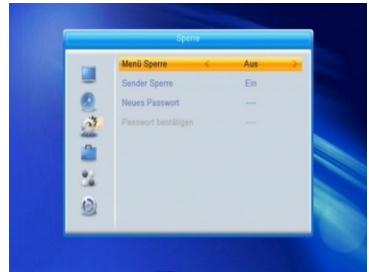 Sperre
Menü Sperre < Aus >
Sender Sperre Ein
Neues Passwort ----
Passwort bestätigen ----